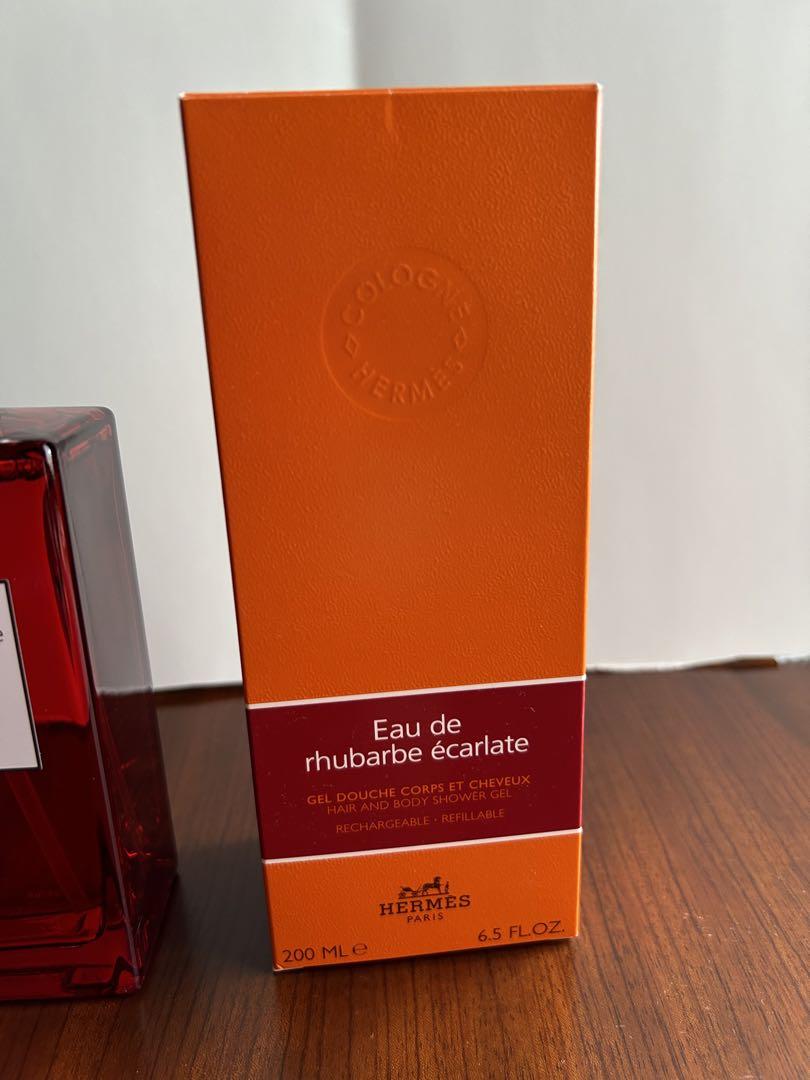 COLOGNE
HERMÈS
Eau de
rhubarbe écarlate
GEL DOUCHE CORPS ET CHEVEUX
HAIR AND BODY SHOWER GEL
RECHARGEABLE · REFILLABLE
HERMÈS
PARIS
200 ML ℮
6.5 FL.OZ.
e